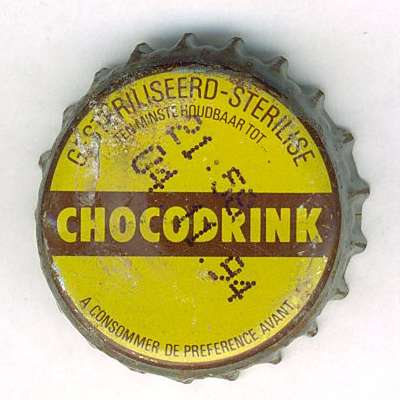 GESTERILISEERD-STERILISE
TEN MINSTE HOUDBAAR TOT...
CHOCODRINK
A CONSOMMER DE PREFERENCE AVANT...